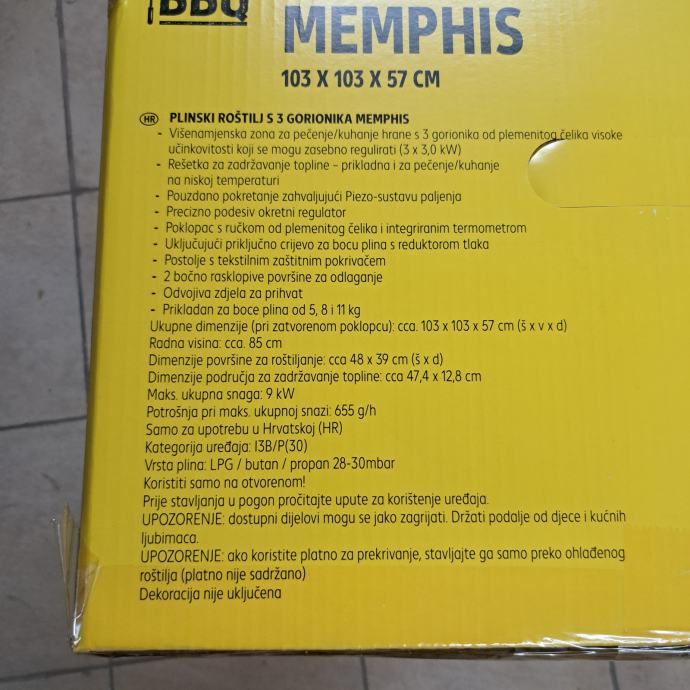 BBQ
MEMPHIS
103 X 103 X 57 CM
HR PLINSKI ROŠTILJ S 3 GORIONIKA MEMPHIS
- Višenamjenska zona za pečenje/kuhanje hrane s 3 gorionika od plemenitog čelika visoke
učinkovitosti koji se mogu zasebno regulirati (3 x 3,0 kW)
- Rešetka za zadržavanje topline – prikladna i za pečenje/kuhanje
na niskoj temperaturi
- Pouzdano pokretanje zahvaljujući Piezo-sustavu paljenja
- Precizno podesiv okretni regulator
- Poklopac s ručkom od plemenitog čelika i integriranim termometrom
- Uključujući priključno crijevo za bocu plina s reduktorom tlaka
- Postolje s tekstilnim zaštitnim pokrivačem
- 2 bočno rasklopive površine za odlaganje
- Odvojiva zdjela za prihvat
- Prikladan za boce plina od 5, 8 i 11 kg
Ukupne dimenzije (pri zatvorenom poklopcu): cca. 103 x 103 x 57 cm (š x v x d)
Radna visina: cca. 85 cm
Dimenzije površine za roštiljanje: cca 48 x 39 cm (š x d)
Dimenzije područja za zadržavanje topline: cca 47,4 x 12,8 cm
Maks. ukupna snaga: 9 kW
Potrošnja pri maks. ukupnoj snazi: 655 g/h
Samo za upotrebu u Hrvatskoj (HR)
Kategorija uređaja: I3B/P(30)
Vrsta plina: LPG / butan / propan 28-30mbar
Koristiti samo na otvorenom!
Prije stavljanja u pogon pročitajte upute za korištenje uređaja.
UPOZORENJE: dostupni dijelovi mogu se jako zagrijati. Držati podalje od djece i kućnih
ljubimaca.
UPOZORENJE: ako koristite platno za prekrivanje, stavljajte ga samo preko ohlađenog
roštilja (platno nije sadržano)
Dekoracija nije uključena